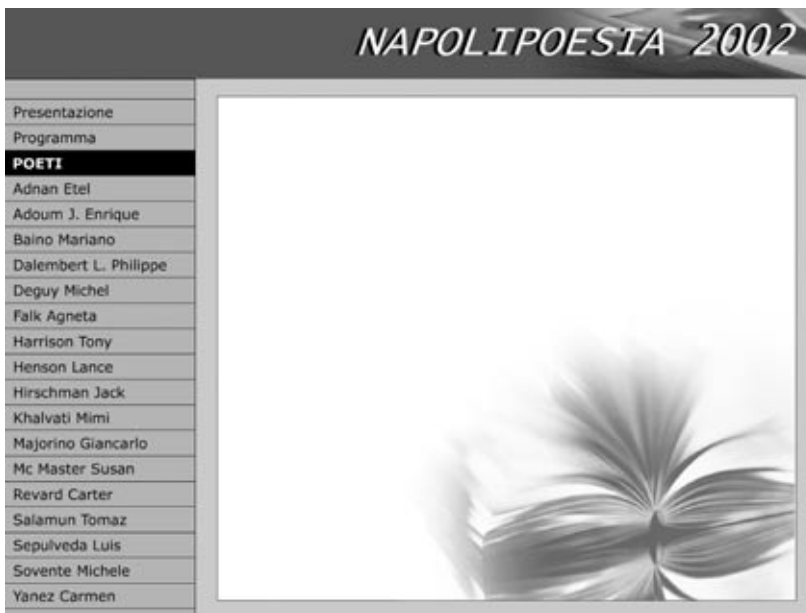 NAPOLIPOESIA 2002
Presentazione
Programma
POETI
Adnan Etel
Adoum J. Enrique
Baino Mariano
Dalembert L. Philippe
Deguy Michel
Falk Agneta
Harrison Tony
Henson Lance
Hirschman Jack
Khalvati Mimi
Majorino Giancarlo
Mc Master Susan
Revard Carter
Salamun Tomaz
Sepulveda Luis
Sovente Michele
Yanez Carmen